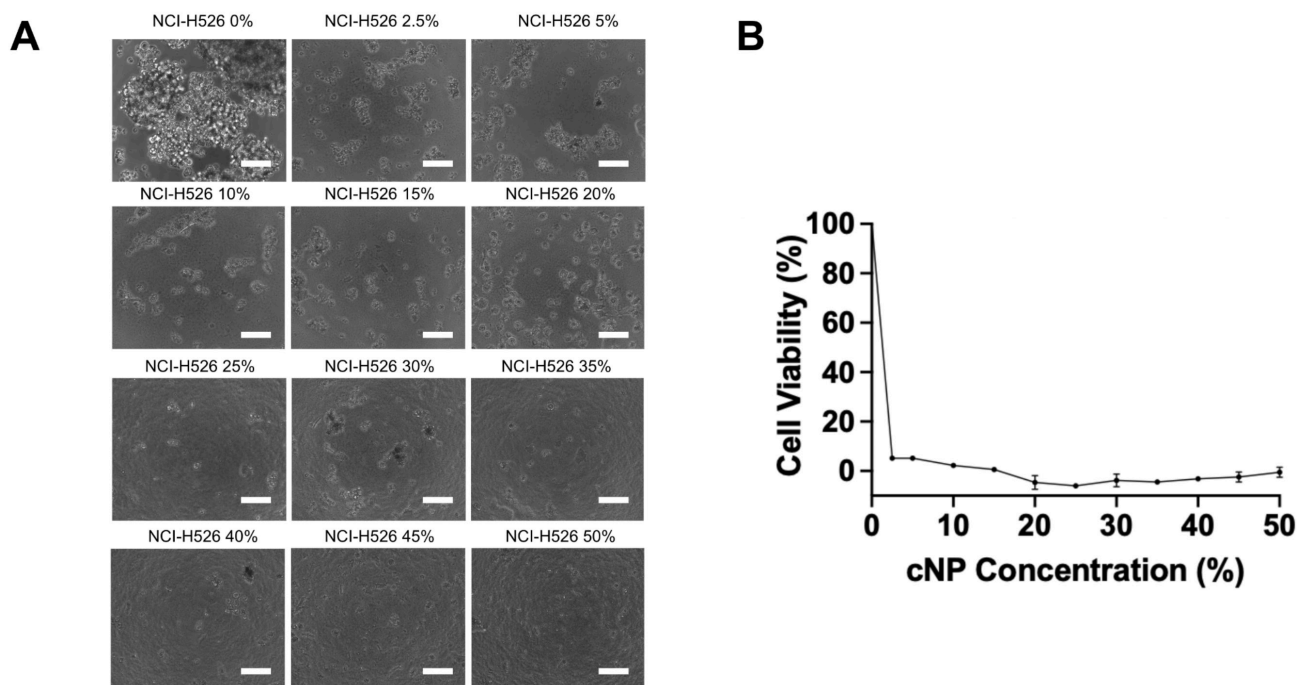 A
B
NCI-H526 0%
NCI-H526 2.5%
NCI-H526 5%
NCI-H526 10%
NCI-H526 15%
NCI-H526 20%
NCI-H526 25%
NCI-H526 30%
NCI-H526 35%
NCI-H526 40%
NCI-H526 45%
NCI-H526 50%
Cell Viability (%)
100
80
60
40
20
0
0 10 20 30 40 50
cNP Concentration (%)